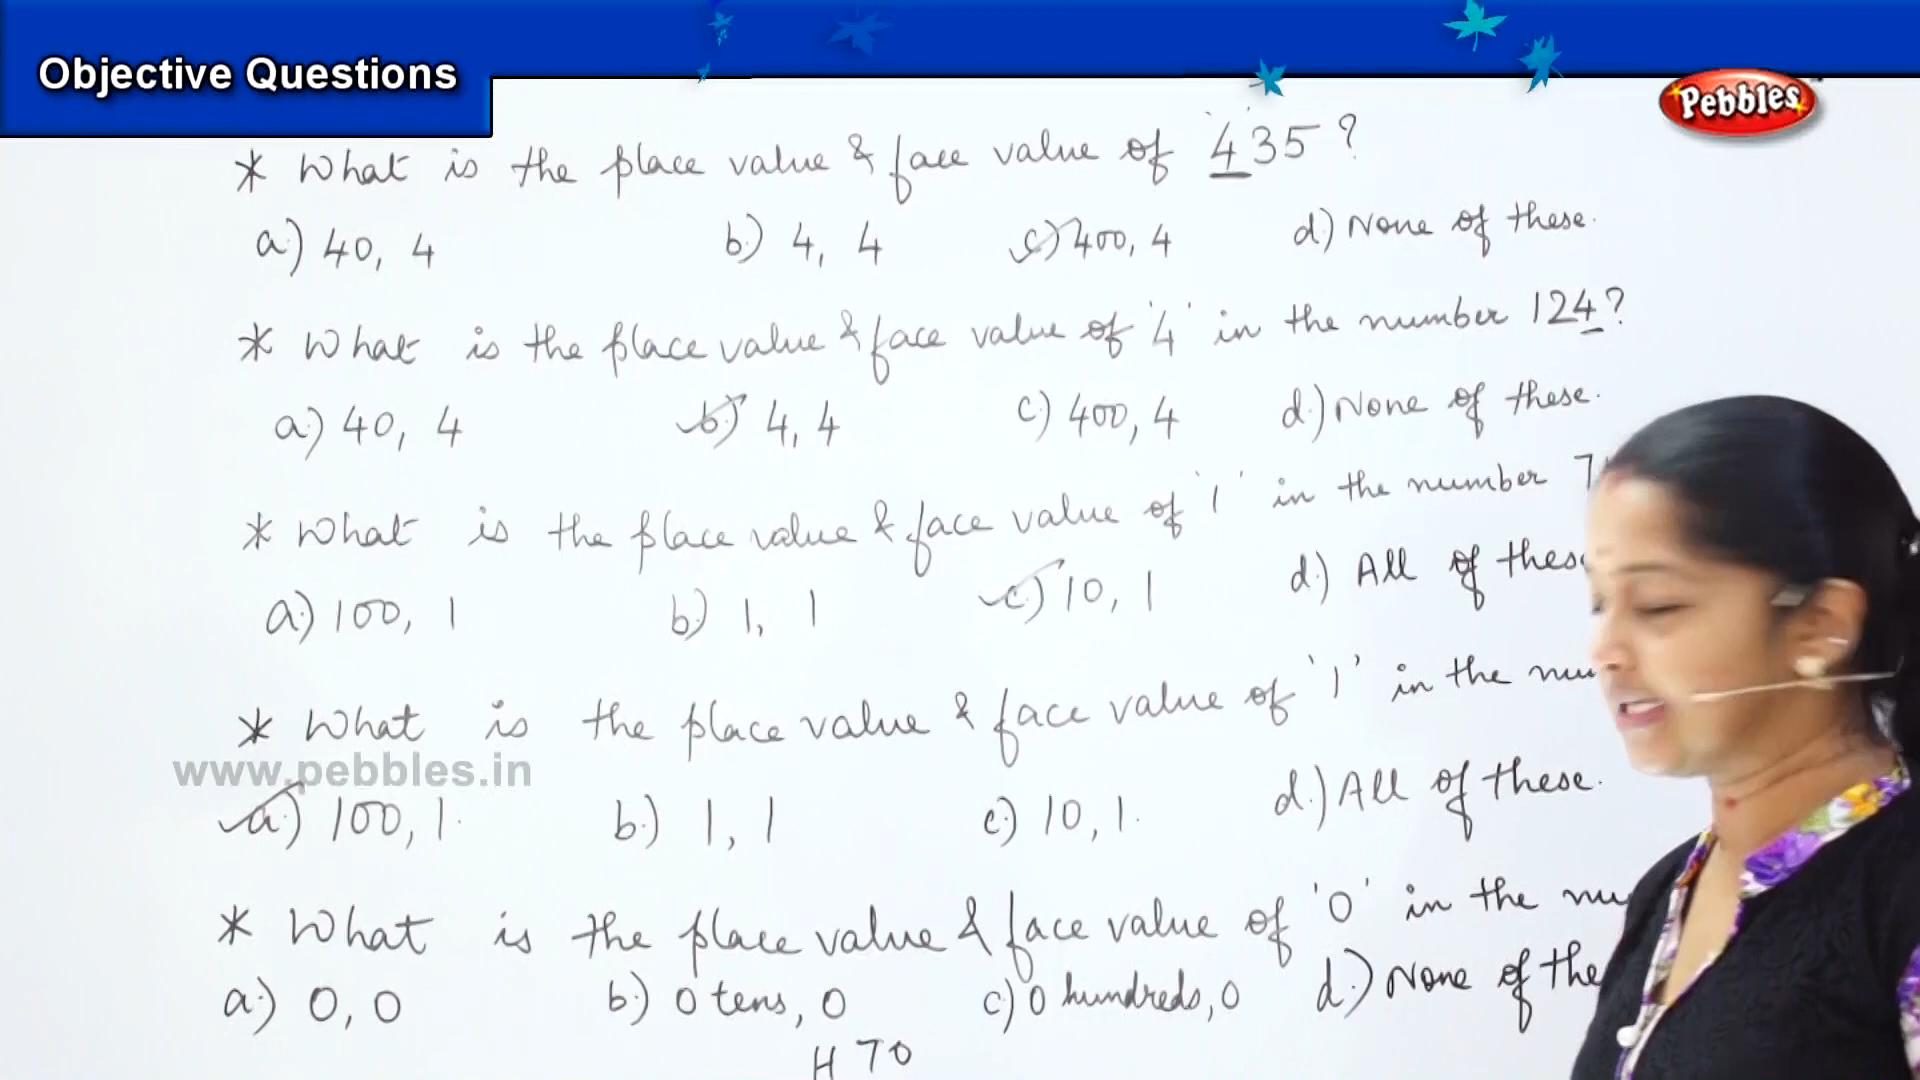 Objective Questions
Pebbles
* What is the place value & face value of '4'35?
a) 40, 4 b) 4, 4 c) 400, 4 d) None of these.
* What is the place value & face value of '4' in the number 124?
a) 40, 4 b) 4, 4 c) 400, 4 d) None of these.
* What is the place value & face value of '1' in the number 7
a) 100, 1 b) 1, 1 c) 10, 1 d) All of these
* What is the place value & face value of '1' in the
www.pebbles.in
a) 100, 1. b) 1, 1 c) 10, 1. d) All of these.
* What is the place value & face value of '0' in the
a) 0, 0 b) 0 tens, 0 c) 0 hundreds, 0 d) None of
H T O